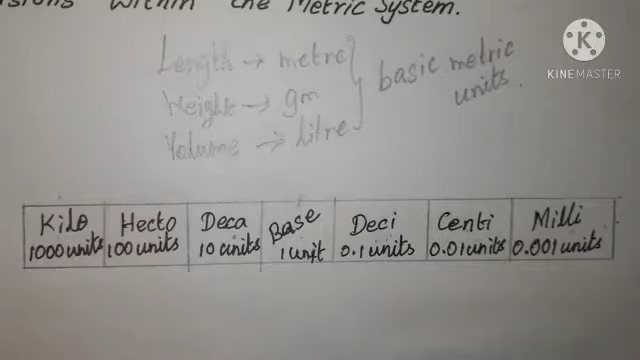 within the Metric System.
Length → metre
Weight → gm
Volume → Litre
basic metric
units.
Kilo Hecto Deca Base Deci Centi Milli
1000 units 100 units 10 units 1 unit 0.1 units 0.01 units 0.001 units
K
KINEMASTER